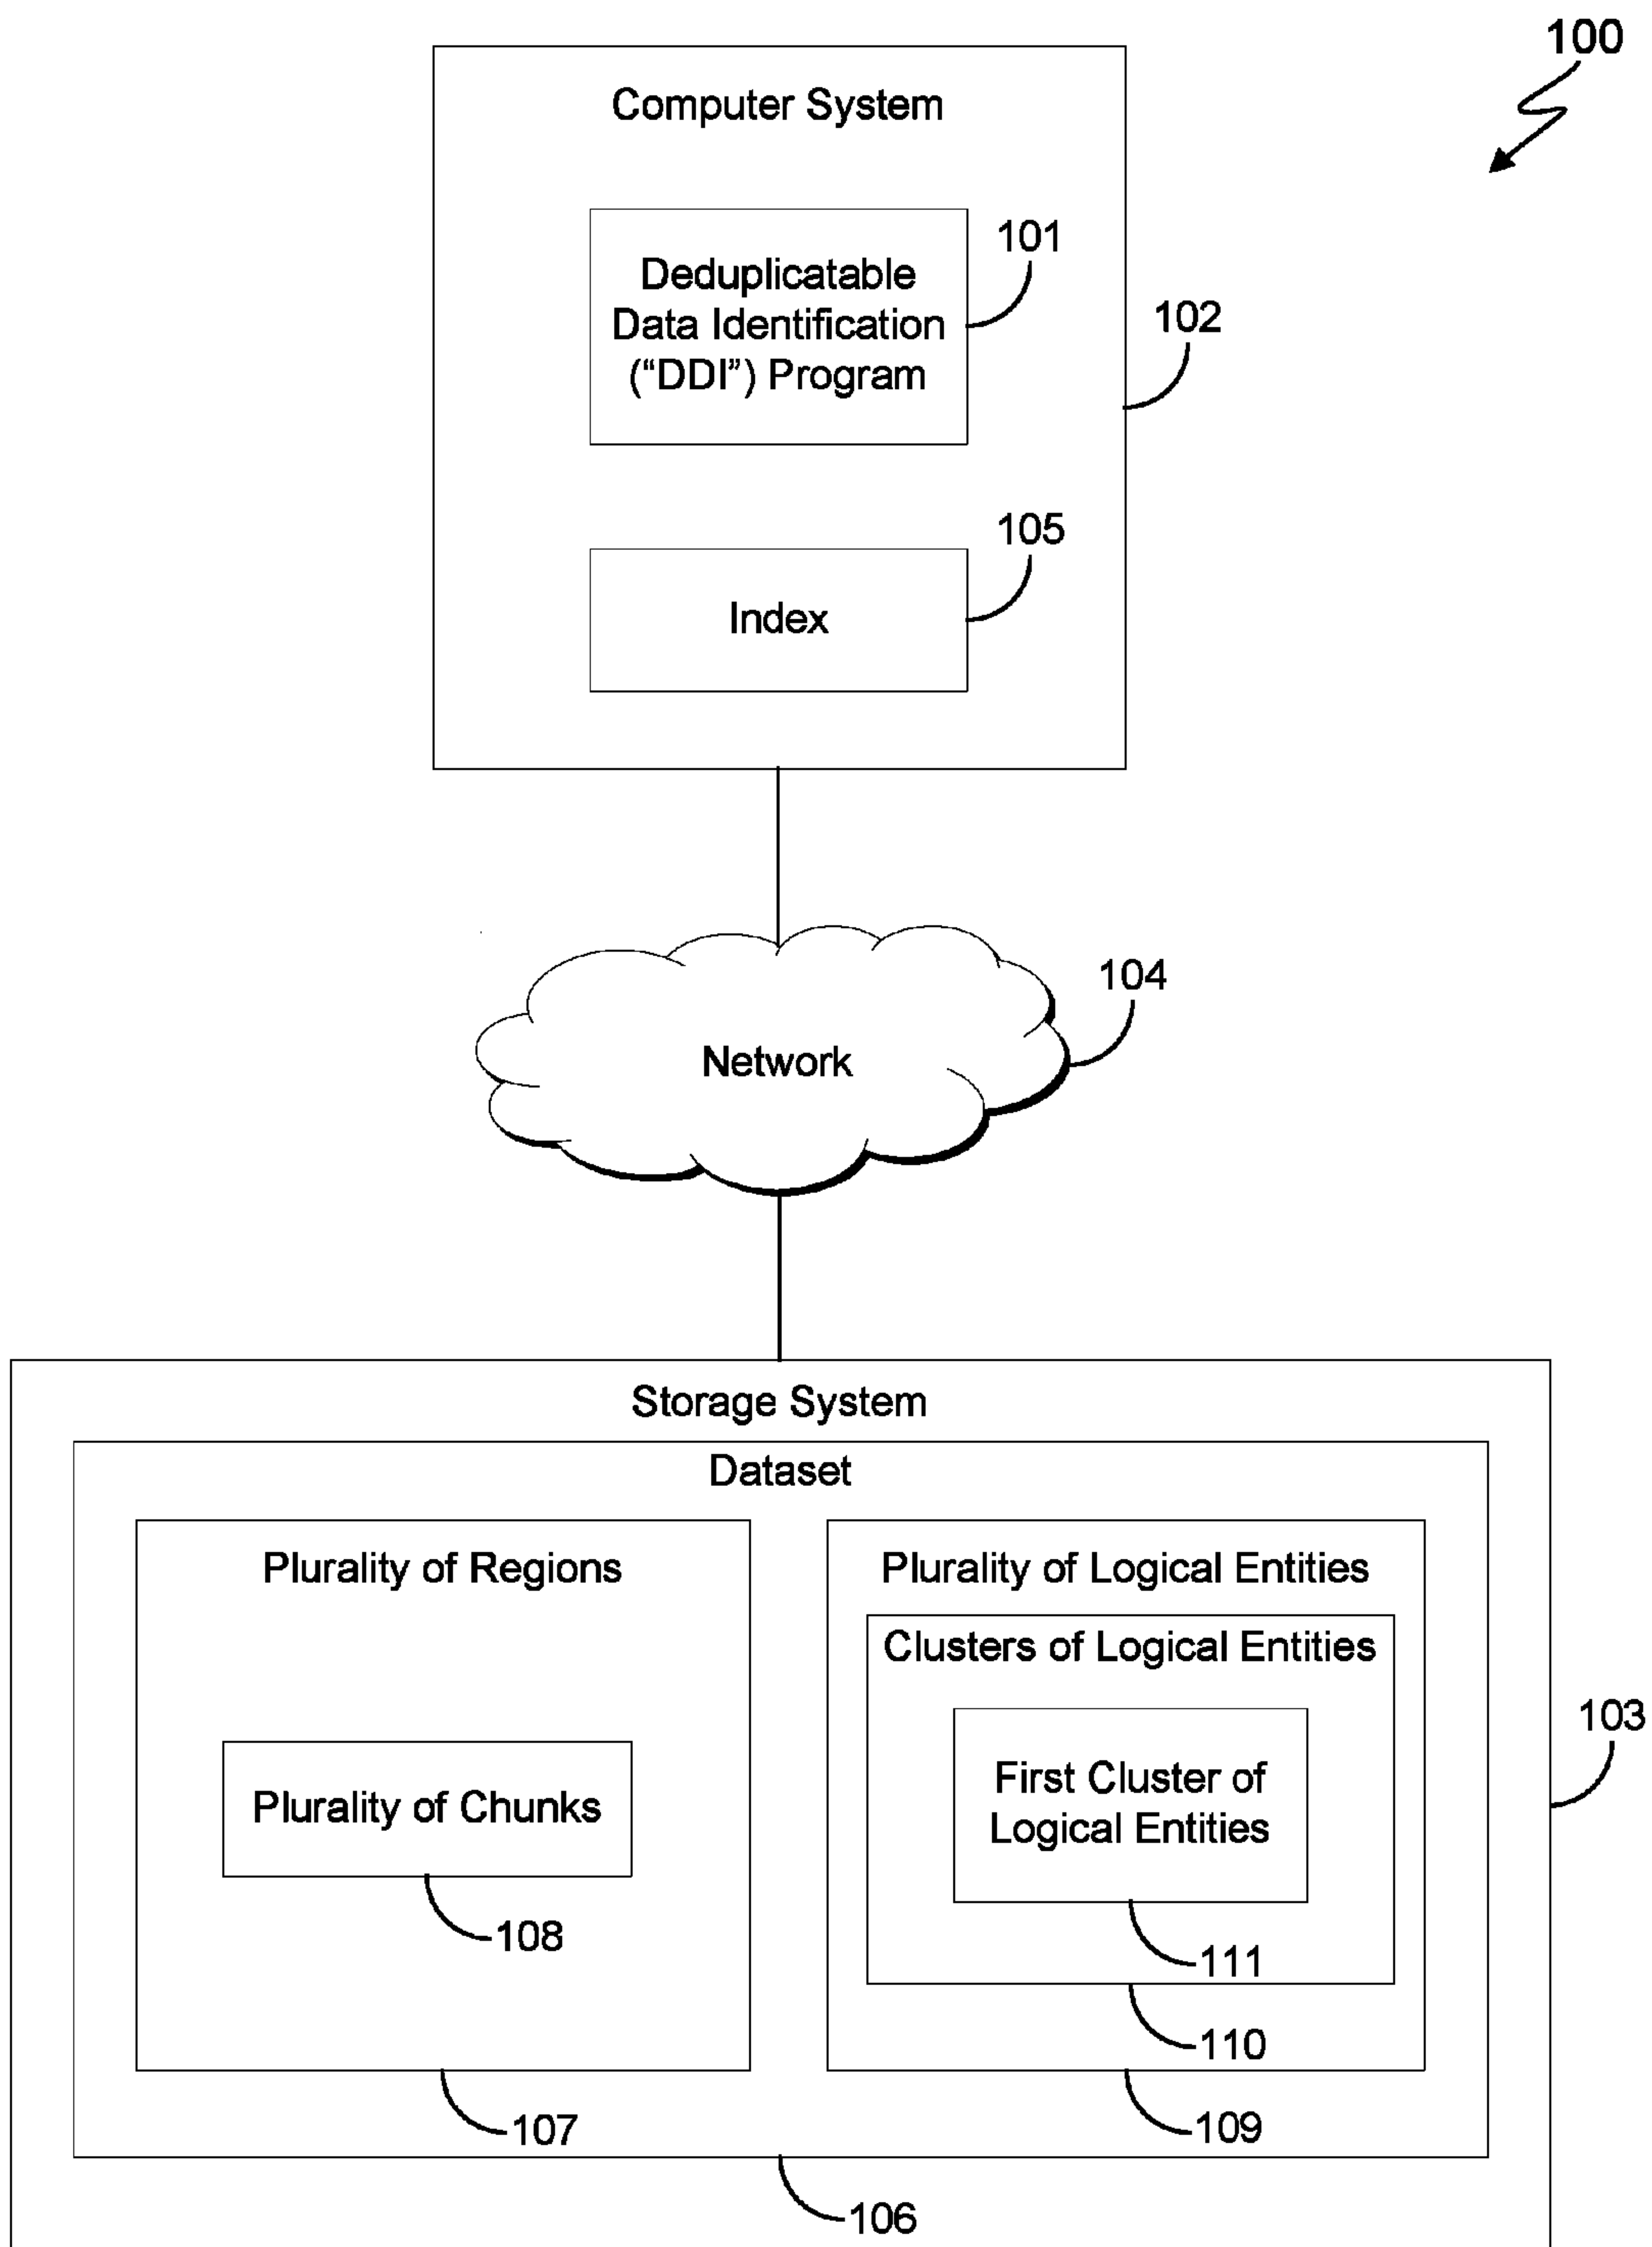 100
Computer System
101
Deduplicatable
Data Identification
(“DDI”) Program
102
105
Index
104
Network
Storage System
Dataset
Plurality of Regions
Plurality of Logical Entities
Clusters of Logical Entities
103
First Cluster of
Logical Entities
Plurality of Chunks
108
111
110
107
109
106